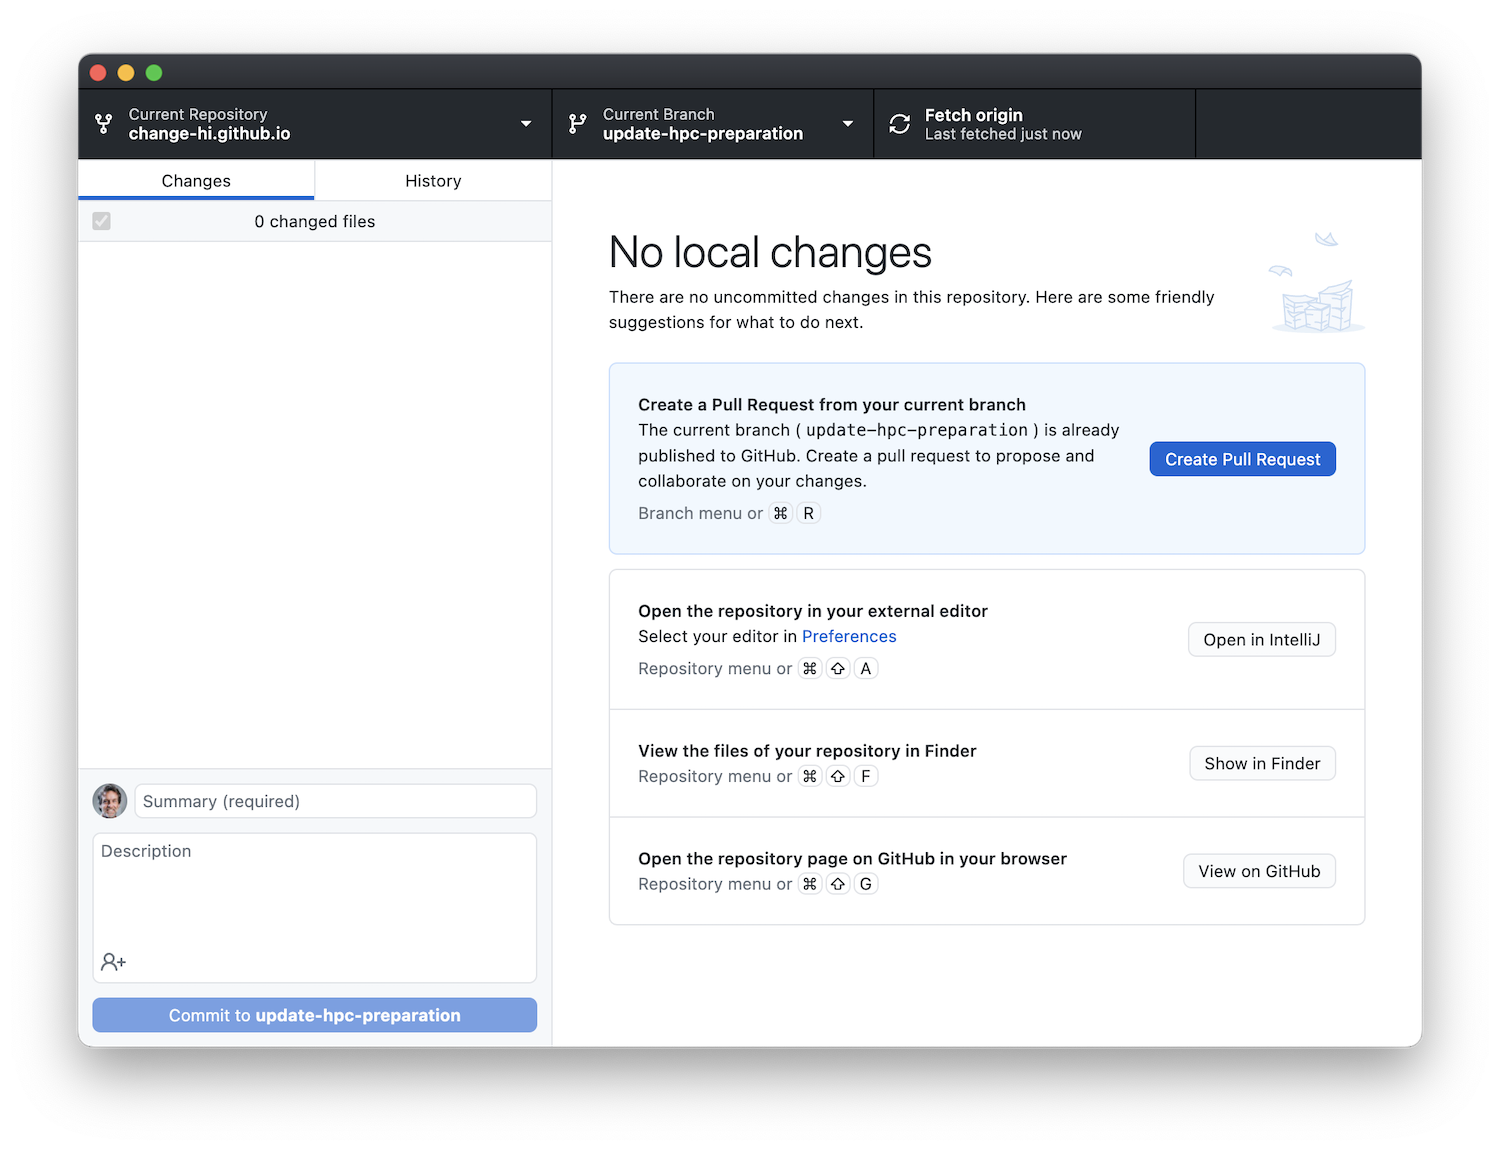 Current Repository
change-hi.github.io
Current Branch
update-hpc-preparation
Fetch origin
Last fetched just now
Changes
History
0 changed files
No local changes
There are no uncommitted changes in this repository. Here are some friendly
suggestions for what to do next.
Create a Pull Request from your current branch
The current branch ( update-hpc-preparation ) is already
published to GitHub. Create a pull request to propose and
collaborate on your changes.
Branch menu or ⌘ R
Create Pull Request
Open the repository in your external editor
Select your editor in Preferences
Repository menu or ⌘ ⇧ A
Open in IntelliJ
View the files of your repository in Finder
Repository menu or ⌘ ⇧ F
Show in Finder
Open the repository page on GitHub in your browser
Repository menu or ⌘ ⇧ G
View on GitHub
Summary (required)
Description
Commit to update-hpc-preparation